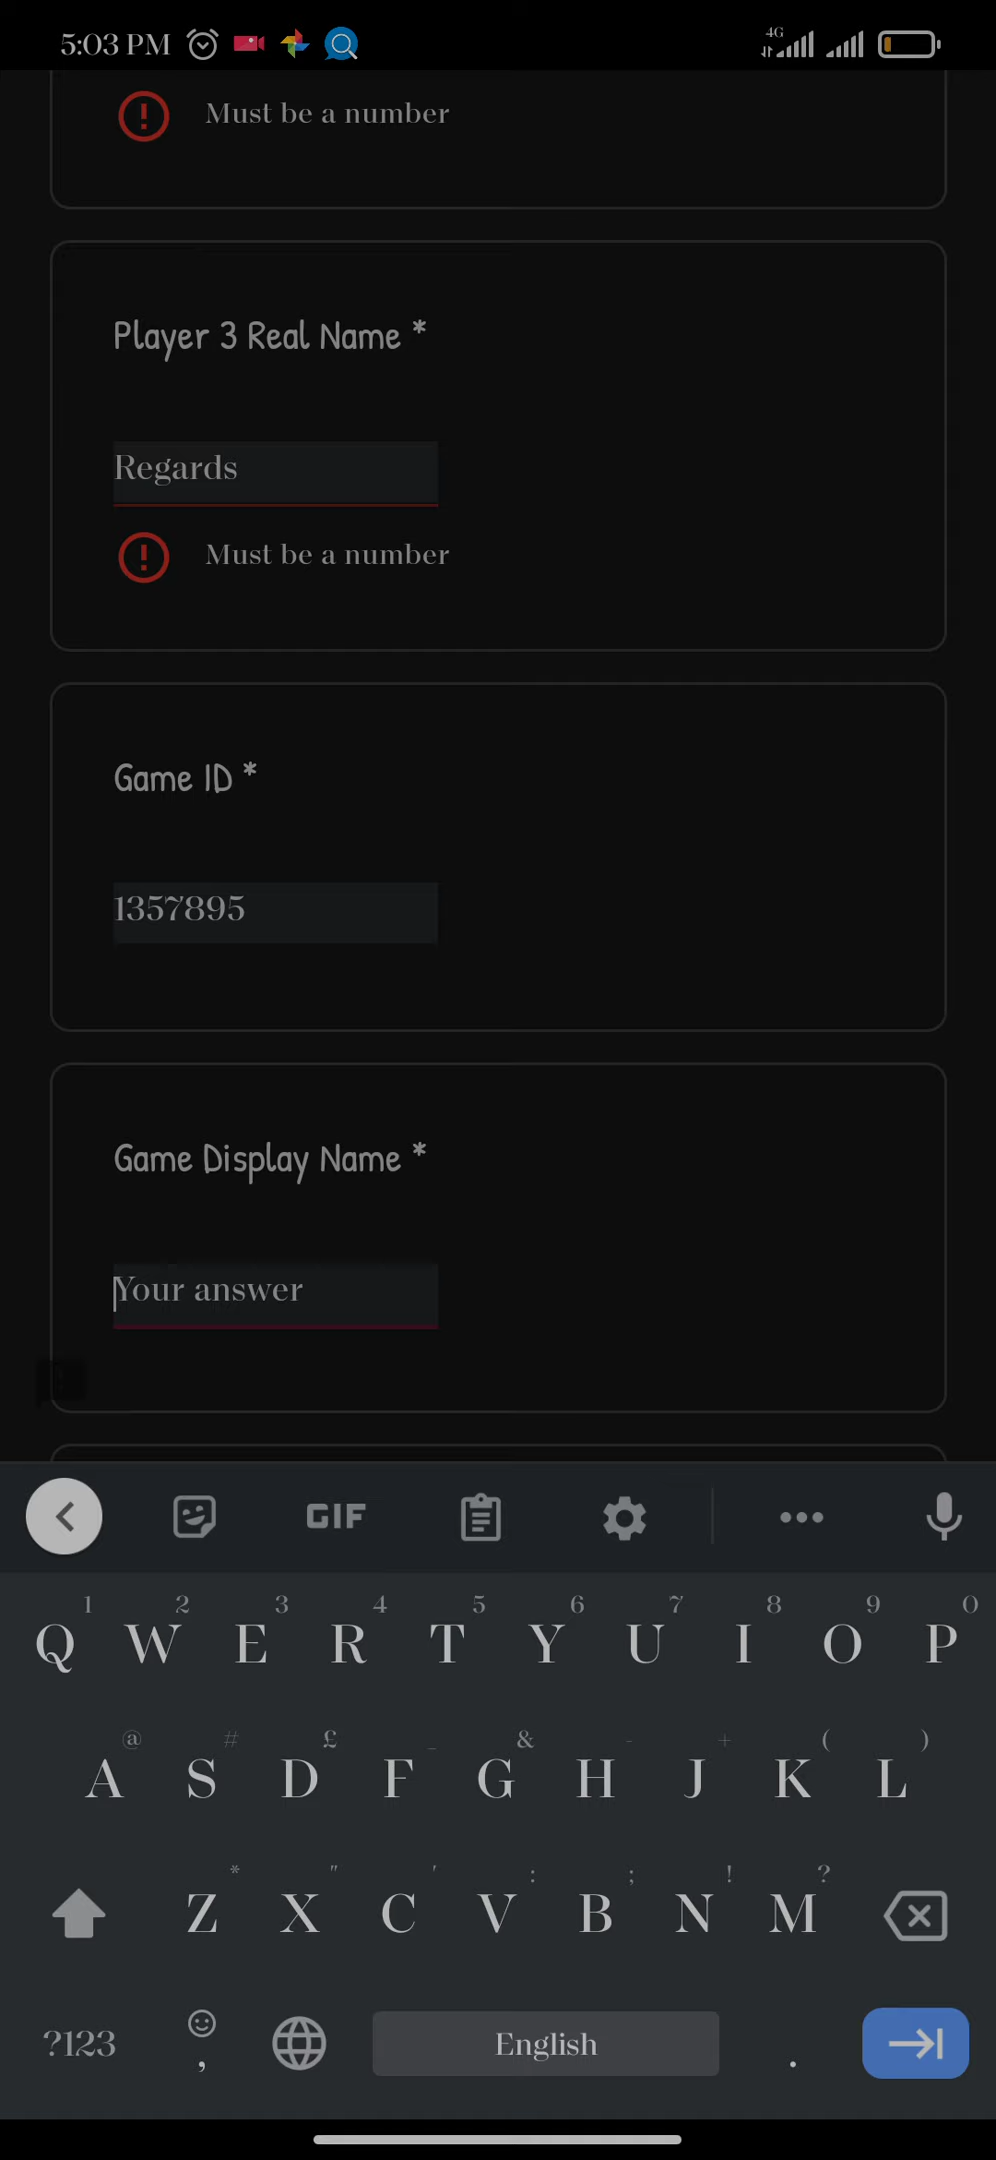 5:03 PM
4G
Must be a number
Player 3 Real Name *
Regards
Must be a number
Game ID *
1357895
Game Display Name *
Your answer
GIF
1 2 3 4 5 6 7 8 9 0
Q W E R T Y U I O P
@ # £ _ & - + ( )
A S D F G H J K L
* " ' : ; ! ?
Z X C V B N M
?123 , English .